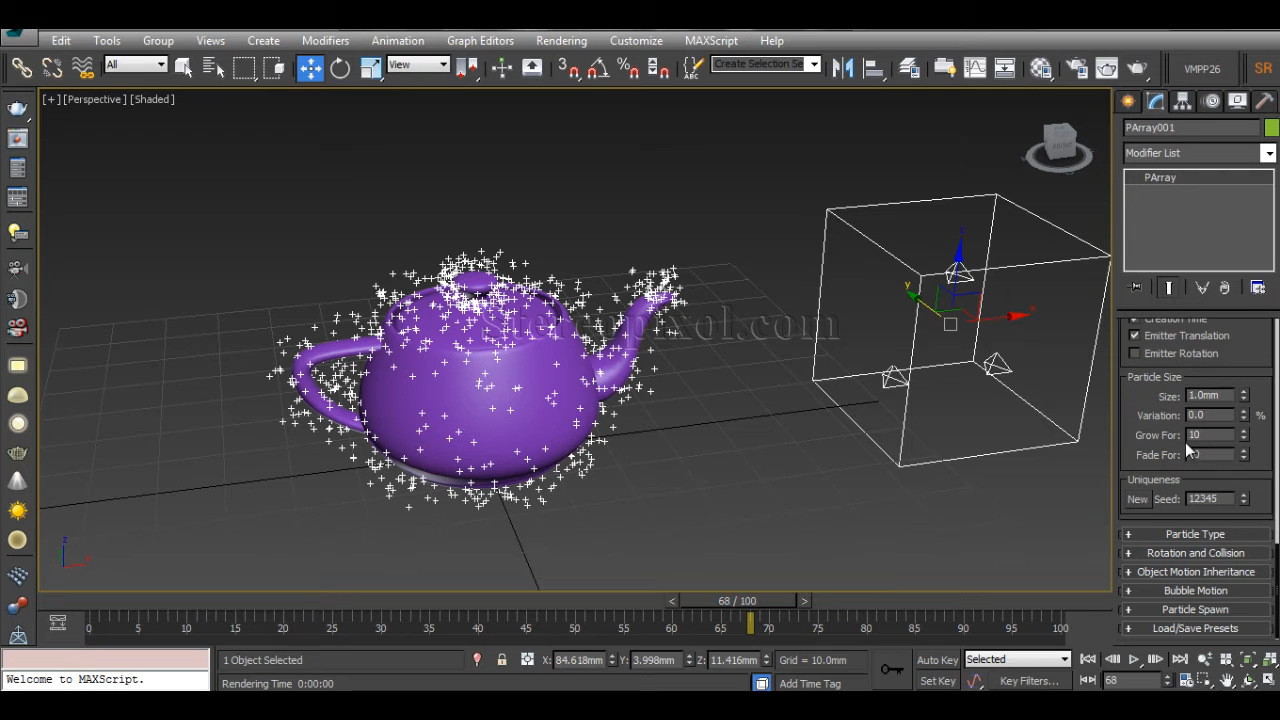 Edit Tools Group Views Create Modifiers Animation Graph Editors Rendering Customize MAXScript Help
All View Create Selection Se VMPP26 SR
[+][Perspective][Shaded]
PArray001
Modifier List
PArray
Emitter Translation
Emitter Rotation
Particle Size
Size: 1.0mm
Variation: 0.0 %
Grow For: 10
Fade For:
Uniqueness
New Seed: 12345
+ Particle Type
+ Rotation and Collision
+ Object Motion Inheritance
+ Bubble Motion
+ Particle Spawn
+ Load/Save Presets
z
x
y
stereopixol.com
< 68 / 100 >
0 5 10 15 20 25 30 35 40 45 50 55 60 65 70 75 80 85 90 95 100
1 Object Selected X: 84.618mm Y: 3.998mm Z: 11.416mm Grid = 10.0mm Auto Key Selected
Welcome to MAXScript. Rendering Time 0:00:00 Add Time Tag Set Key Key Filters... 68